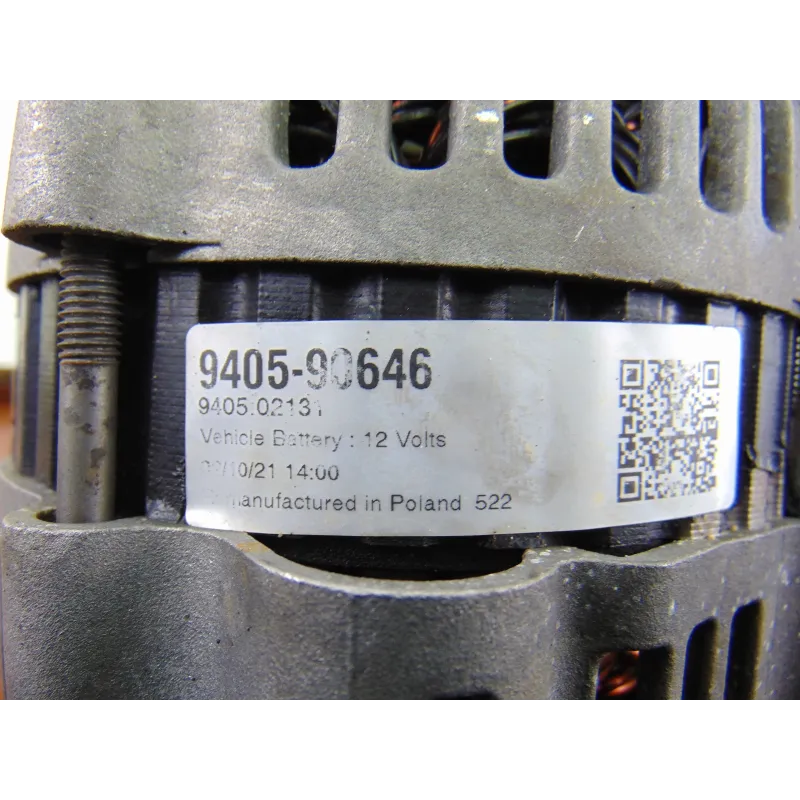 9405-90646
9405.02131
Vehicle Battery : 12 Volts
/10/21 14:00
manufactured in Poland 522